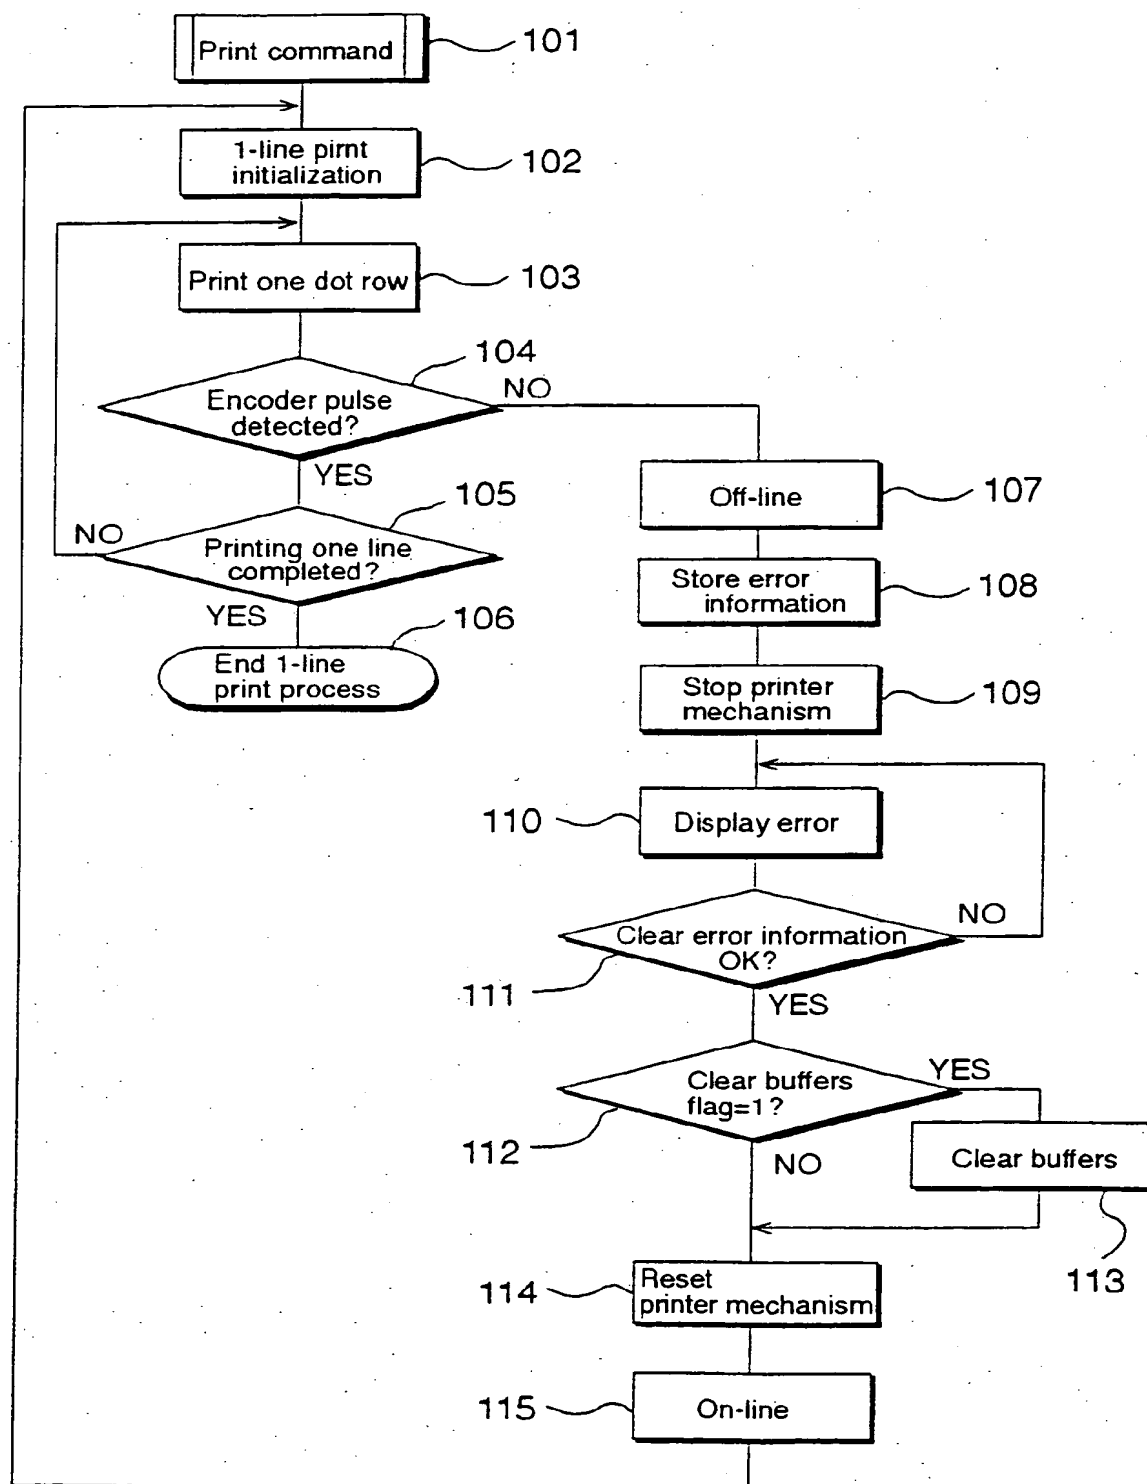 Print command
101
1-line pirnt
initialization
102
Print one dot row
103
104
Encoder pulse
detected?
NO
YES
105
NO
Printing one line
completed?
YES
106
End 1-line
print process
Off-line
107
Store error
information
108
Stop printer
mechanism
109
110
Display error
Clear error information
OK?
NO
111
YES
Clear buffers
flag=1?
YES
112
NO
Clear buffers
113
114
Reset
printer mechanism
115
On-line